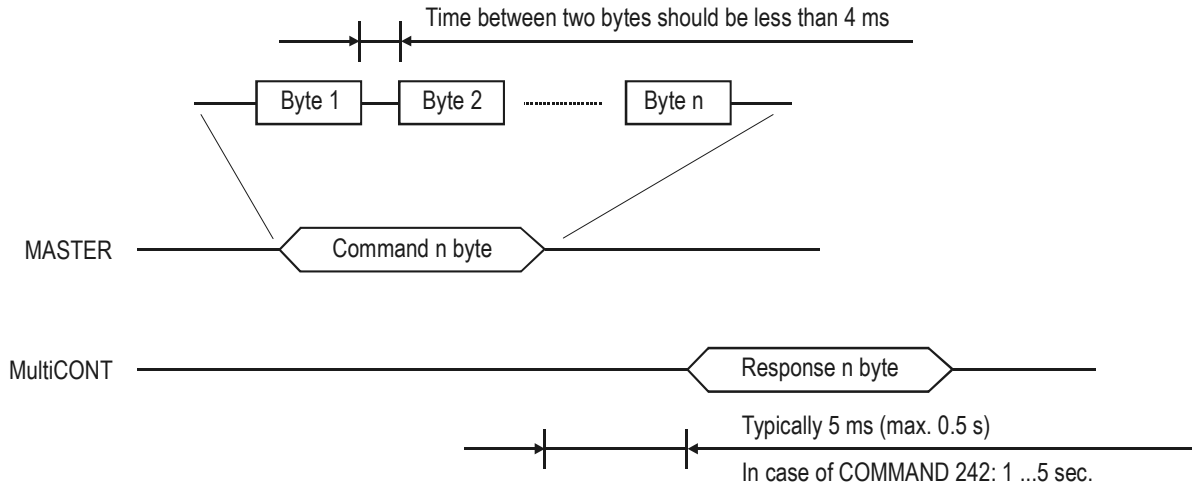 Time between two bytes should be less than 4 ms
Byte 1 Byte 2 Byte n
MASTER Command n byte
MultiCONT Response n byte
Typically 5 ms (max. 0.5 s)
In case of COMMAND 242: 1 ...5 sec.